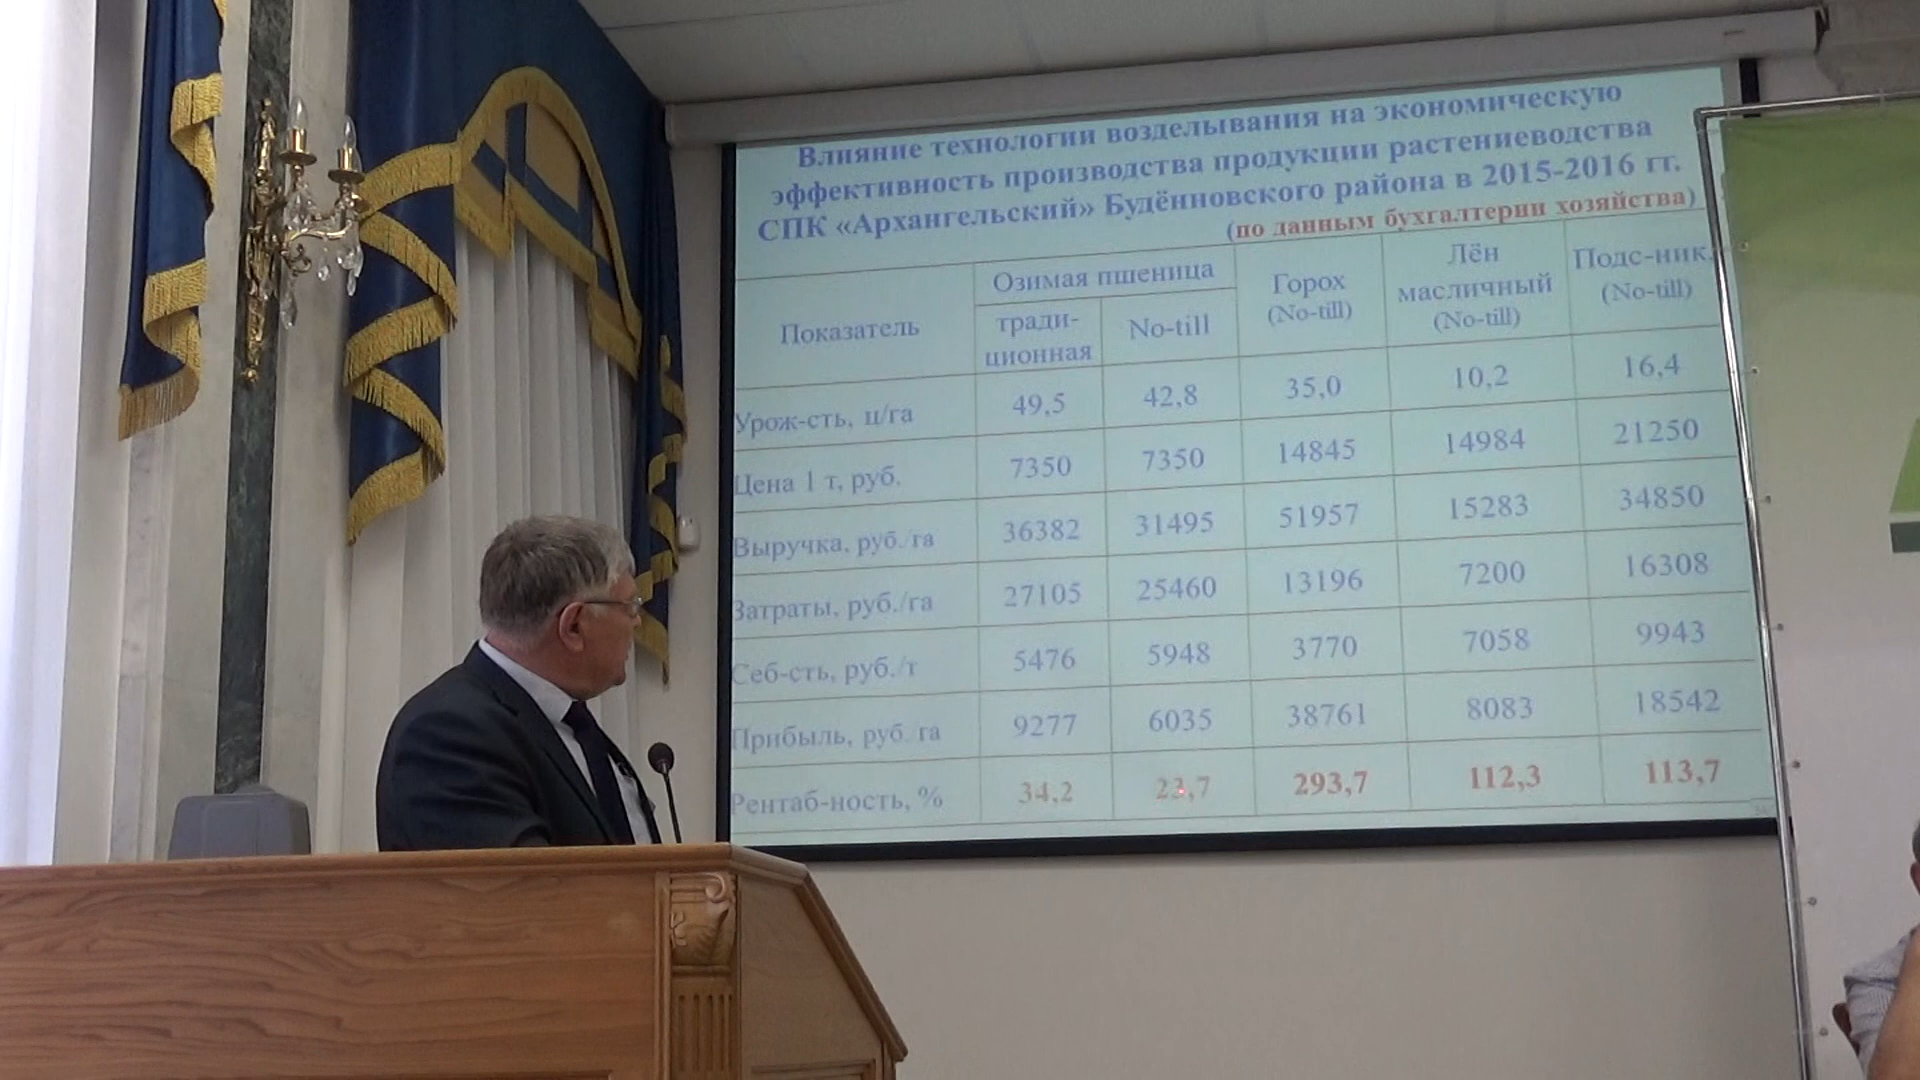 Влияние технологии возделывания на экономическую
эффективность производства продукции растениеводства
СПК «Архангельский» Будённовского района в 2015-2016 гг.
(по данным бухгалтерии хозяйства)
Показатель
Озимая пшеница
тради-
ционная
No-till
Горох
(No-till)
Лён
масличный
(No-till)
Подс-ник.
(No-till)
Урож-сть, ц/га 49,5 42,8 35,0 10,2 16,4
Цена 1 т, руб. 7350 7350 14845 14984 21250
Выручка, руб./га 36382 31495 51957 15283 34850
Затраты, руб./га 27105 25460 13196 7200 16308
Себ-сть, руб./т 5476 5948 3770 7058 9943
Прибыль, руб./га 9277 6035 38761 8083 18542
Рентаб-ность, % 34,2 23,7 293,7 112,3 113,7